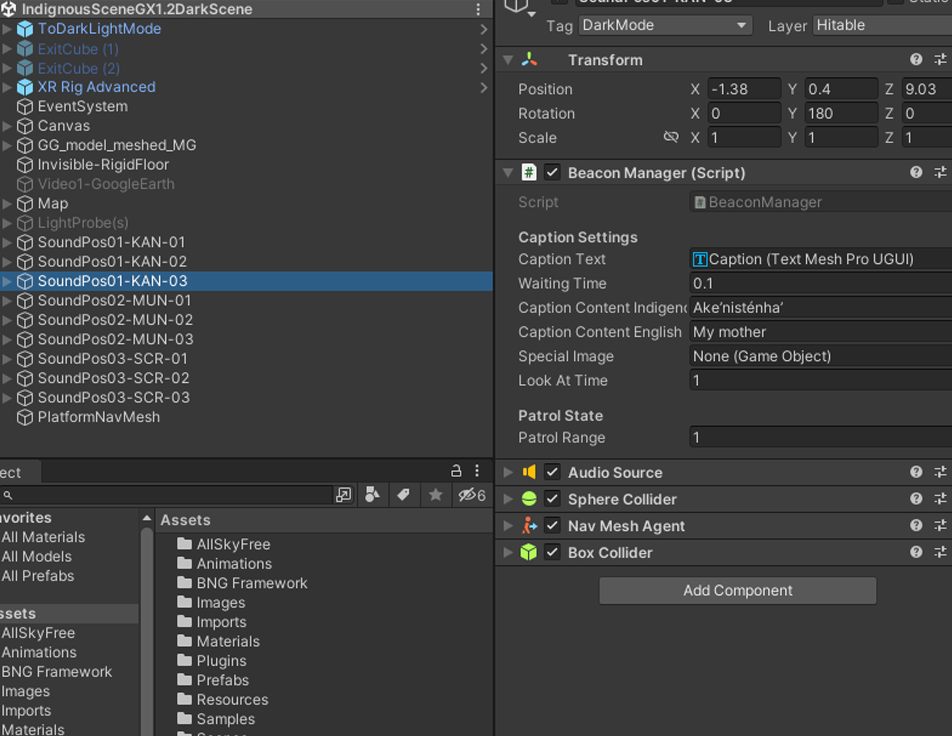 IndignousSceneGX1.2DarkScene
ToDarkLightMode
ExitCube (1)
ExitCube (2)
XR Rig Advanced
EventSystem
Canvas
GG_model_meshed_MG
Invisible-RigidFloor
Video1-GoogleEarth
Map
LightProbe(s)
SoundPos01-KAN-01
SoundPos01-KAN-02
SoundPos01-KAN-03
SoundPos02-MUN-01
SoundPos02-MUN-02
SoundPos02-MUN-03
SoundPos03-SCR-01
SoundPos03-SCR-02
SoundPos03-SCR-03
PlatformNavMesh
ect
6
avorites
All Materials
All Models
All Prefabs
ssets
AllSkyFree
Animations
BNG Framework
Images
Imports
Materials
Assets
AllSkyFree
Animations
BNG Framework
Images
Imports
Materials
Plugins
Prefabs
Resources
Samples
SoundPos01-KAN-03
Tag DarkMode Layer Hitable
Transform
Position X -1.38 Y 0.4 Z 9.03
Rotation X 0 Y 180 Z 0
Scale X 1 Y 1 Z 1
Beacon Manager (Script)
Script # BeaconManager
Caption Settings
Caption Text Caption (Text Mesh Pro UGUI)
Waiting Time 0.1
Caption Content Indigen Ake’nisténha’
Caption Content English My mother
Special Image None (Game Object)
Look At Time 1
Patrol State
Patrol Range 1
Audio Source
Sphere Collider
Nav Mesh Agent
Box Collider
Add Component